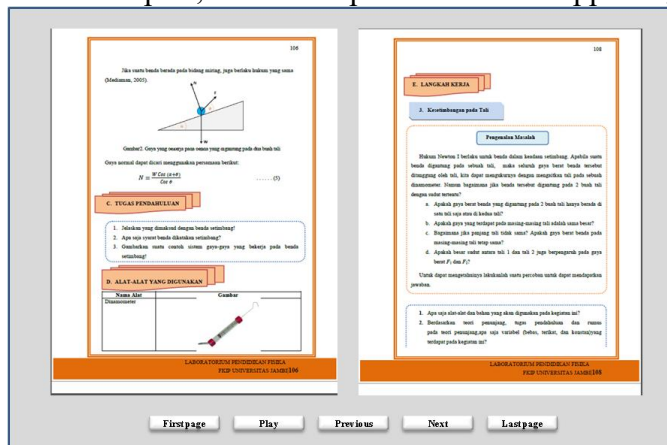 106
Jika suatu benda berada pada bidang miring, juga berlaku hukum yang sama
(Mediaman, 2005).
N
W
Gambar2. Gaya yang pada yang digantung pada dua buah tali
Gaya normal dapat dicari menggunakan persamaan berikut:
N = W Cos (α+θ) / Cos θ ......(3)
C. TUGAS PENDAHULUAN
1. Jelaskan yang dimaksud dengan benda setimbang!
2. Apa saja syarat benda dikatakan setimbang?
3. Gambarkan suatu contoh sistem gaya-gaya yang bekerja pada benda
setimbang!
D. ALAT-ALAT YANG DIGUNAKAN
Nama Alat Gambar
Dinamometer
LABORATORIUM PENDIDIKAN FISIKA
FKIP UNIVERSITAS JAMBI|106
108
E. LANGKAH KERJA
3. Kesetimbangan pada Tali
Pengenalan Masalah
Hukum Newton I berlaku untuk benda dalam keadaan setimbang. Apabila suatu
benda digantung pada sebuah tali, maka seluruh gaya berat benda tersebut
ditanggung oleh tali, kita dapat mengukurnya dengan mengaitkan tali pada sebuah
dinamometer. Namun bagaimana jika benda tersebut digantung pada 2 buah tali
dengan sudut tertentu?
a. Apakah gaya berat benda yang digantung pada 2 buah tali hanya berada di
satu tali saja atau di kedua tali?
b. Apakah gaya yang terdapat pada masing-masing tali adalah sama besar?
c. Bagaimana jika panjang tali tidak sama? Apakah gaya berat benda pada
masing-masing tali tetap sama?
d. Apakah besar sudut antara tali 1 dan tali 2 juga berpengaruh pada gaya
berat F₁ dan F₂?
Untuk dapat mengetahuinya lakukanlah suatu percobaan untuk dapat mendapatkan
jawaban.
1. Apa saja alat-alat dan bahan yang akan digunakan pada kegiatan ini?
2. Berdasarkan teori penunjang, tugas pendahuluan dan rumus
pada teori penunjang,apa saja variabel (bebas, terikat, dan konstan)yang
terdapat pada kegiatan ini?
LABORATORIUM PENDIDIKAN FISIKA
FKIP UNIVERSITAS JAMBI|108
Firstpage Play Previous Next Lastpage